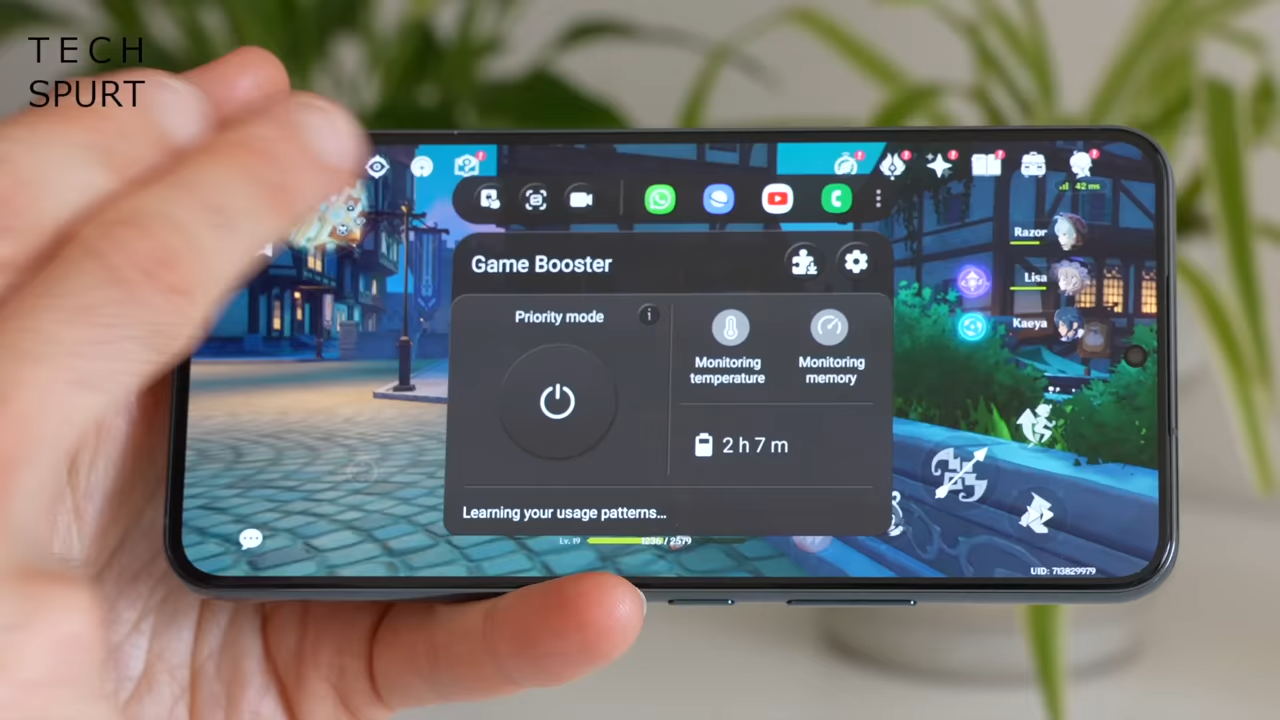 TECH
SPURT
42 ms
Razor
Game Booster
Lisa
Priority mode
i
Kaeya
Monitoring
temperature
Monitoring
memory
2 h 7 m
Learning your usage patterns...
Lv. 19
1236 / 2579
UID: 713829979